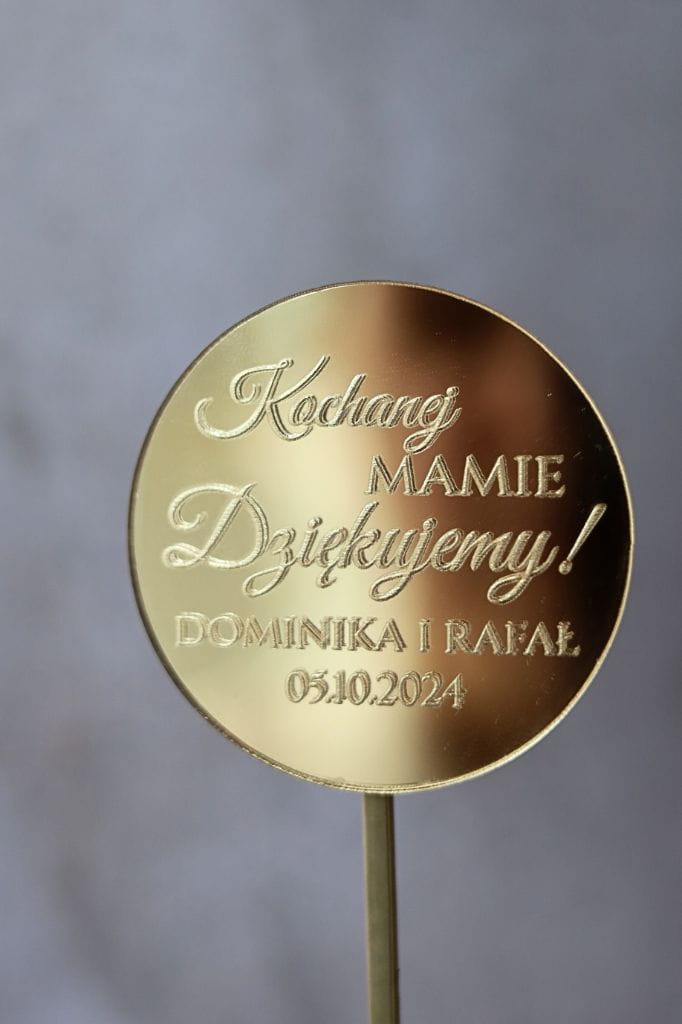 Kochanej
MAMIE
Dziękujemy!
DOMINIKA I RAFAŁ
05.10.2024